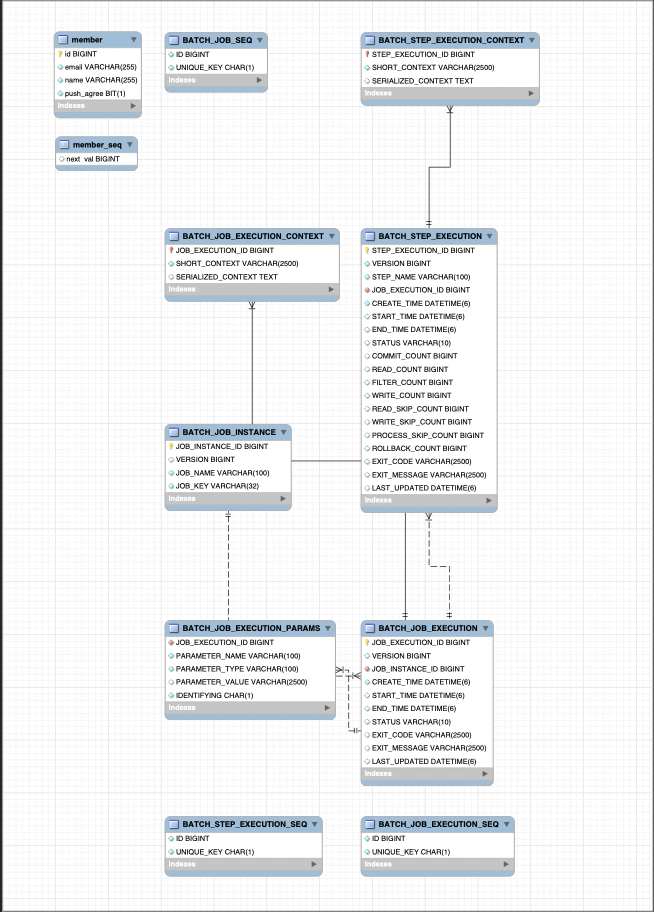 member
id BIGINT
email VARCHAR(255)
name VARCHAR(255)
push_agree BIT(1)
Indexes
BATCH_JOB_SEQ
ID BIGINT
UNIQUE_KEY CHAR(1)
Indexes
BATCH_STEP_EXECUTION_CONTEXT
STEP_EXECUTION_ID BIGINT
SHORT_CONTEXT VARCHAR(2500)
SERIALIZED_CONTEXT TEXT
Indexes
member_seq
next_val BIGINT
BATCH_JOB_EXECUTION_CONTEXT
JOB_EXECUTION_ID BIGINT
SHORT_CONTEXT VARCHAR(2500)
SERIALIZED_CONTEXT TEXT
Indexes
BATCH_STEP_EXECUTION
STEP_EXECUTION_ID BIGINT
VERSION BIGINT
STEP_NAME VARCHAR(100)
JOB_EXECUTION_ID BIGINT
CREATE_TIME DATETIME(6)
START_TIME DATETIME(6)
END_TIME DATETIME(6)
STATUS VARCHAR(10)
COMMIT_COUNT BIGINT
READ_COUNT BIGINT
FILTER_COUNT BIGINT
WRITE_COUNT BIGINT
READ_SKIP_COUNT BIGINT
WRITE_SKIP_COUNT BIGINT
PROCESS_SKIP_COUNT BIGINT
ROLLBACK_COUNT BIGINT
EXIT_CODE VARCHAR(2500)
EXIT_MESSAGE VARCHAR(2500)
LAST_UPDATED DATETIME(6)
Indexes
BATCH_JOB_INSTANCE
JOB_INSTANCE_ID BIGINT
VERSION BIGINT
JOB_NAME VARCHAR(100)
JOB_KEY VARCHAR(32)
Indexes
BATCH_JOB_EXECUTION_PARAMS
JOB_EXECUTION_ID BIGINT
PARAMETER_NAME VARCHAR(100)
PARAMETER_TYPE VARCHAR(100)
PARAMETER_VALUE VARCHAR(2500)
IDENTIFYING CHAR(1)
Indexes
BATCH_JOB_EXECUTION
JOB_EXECUTION_ID BIGINT
VERSION BIGINT
JOB_INSTANCE_ID BIGINT
CREATE_TIME DATETIME(6)
START_TIME DATETIME(6)
END_TIME DATETIME(6)
STATUS VARCHAR(10)
EXIT_CODE VARCHAR(2500)
EXIT_MESSAGE VARCHAR(2500)
LAST_UPDATED DATETIME(6)
Indexes
BATCH_STEP_EXECUTION_SEQ
ID BIGINT
UNIQUE_KEY CHAR(1)
Indexes
BATCH_JOB_EXECUTION_SEQ
ID BIGINT
UNIQUE_KEY CHAR(1)
Indexes